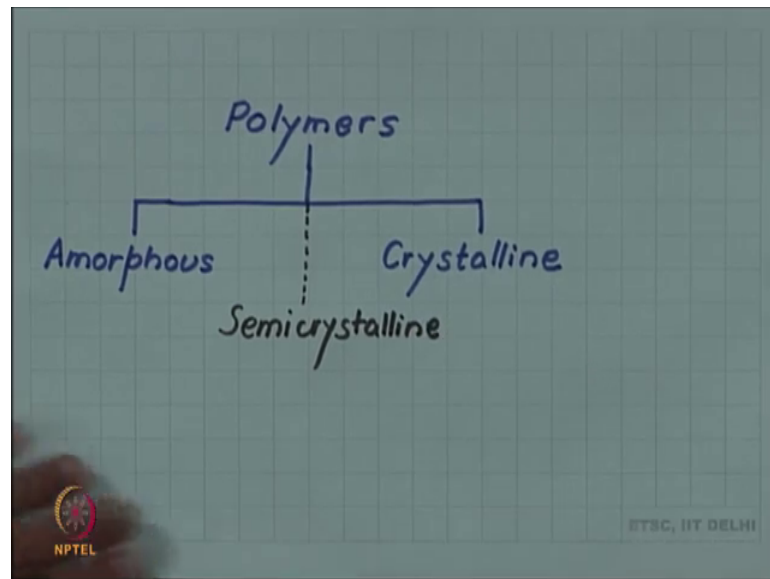 Polymers
Amorphous
Crystalline
Semicrystalline
NPTEL
ETSC, IIT DELHI